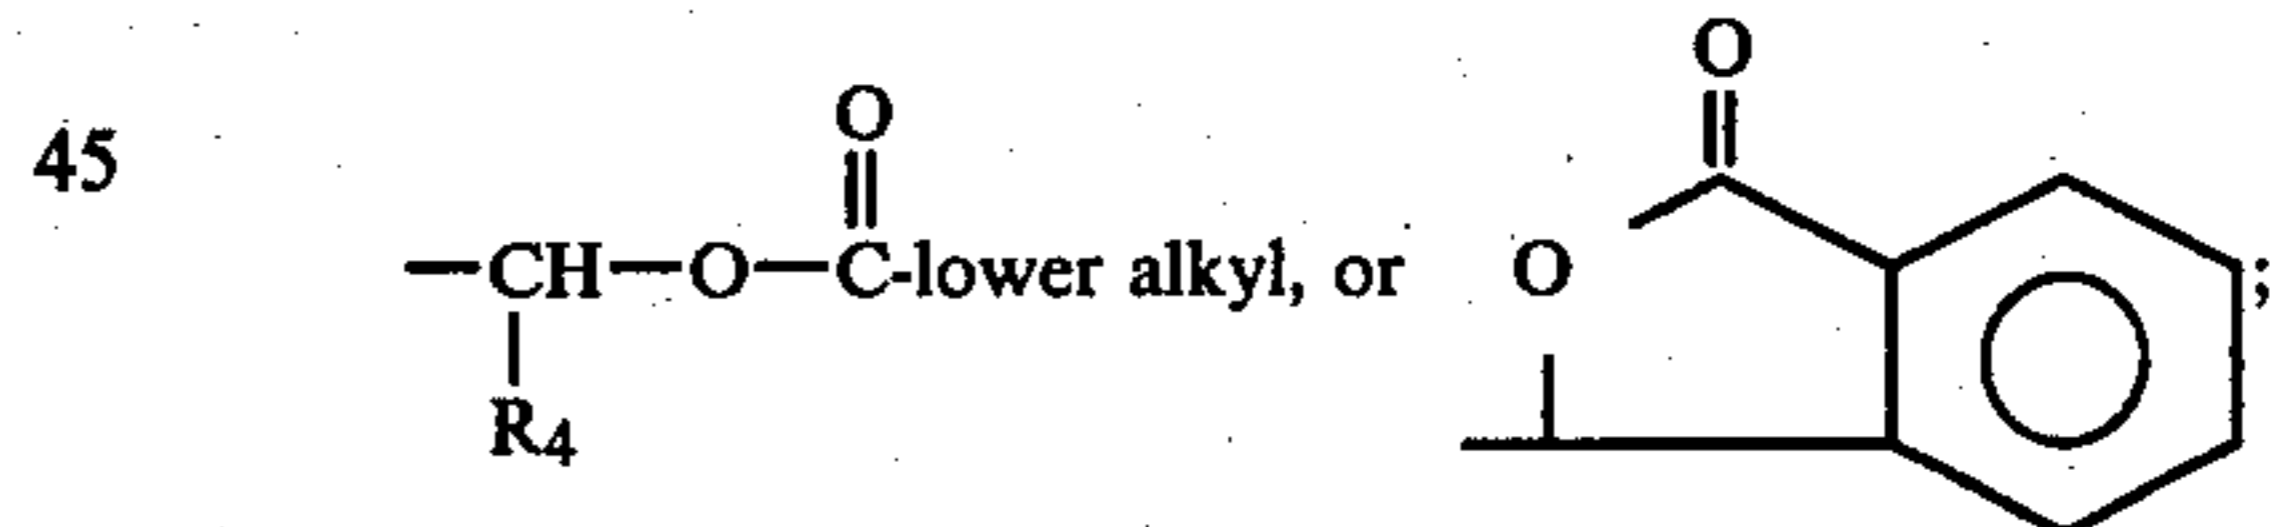 O O
45 —CH—O—C-lower alkyl, or O ;
R4